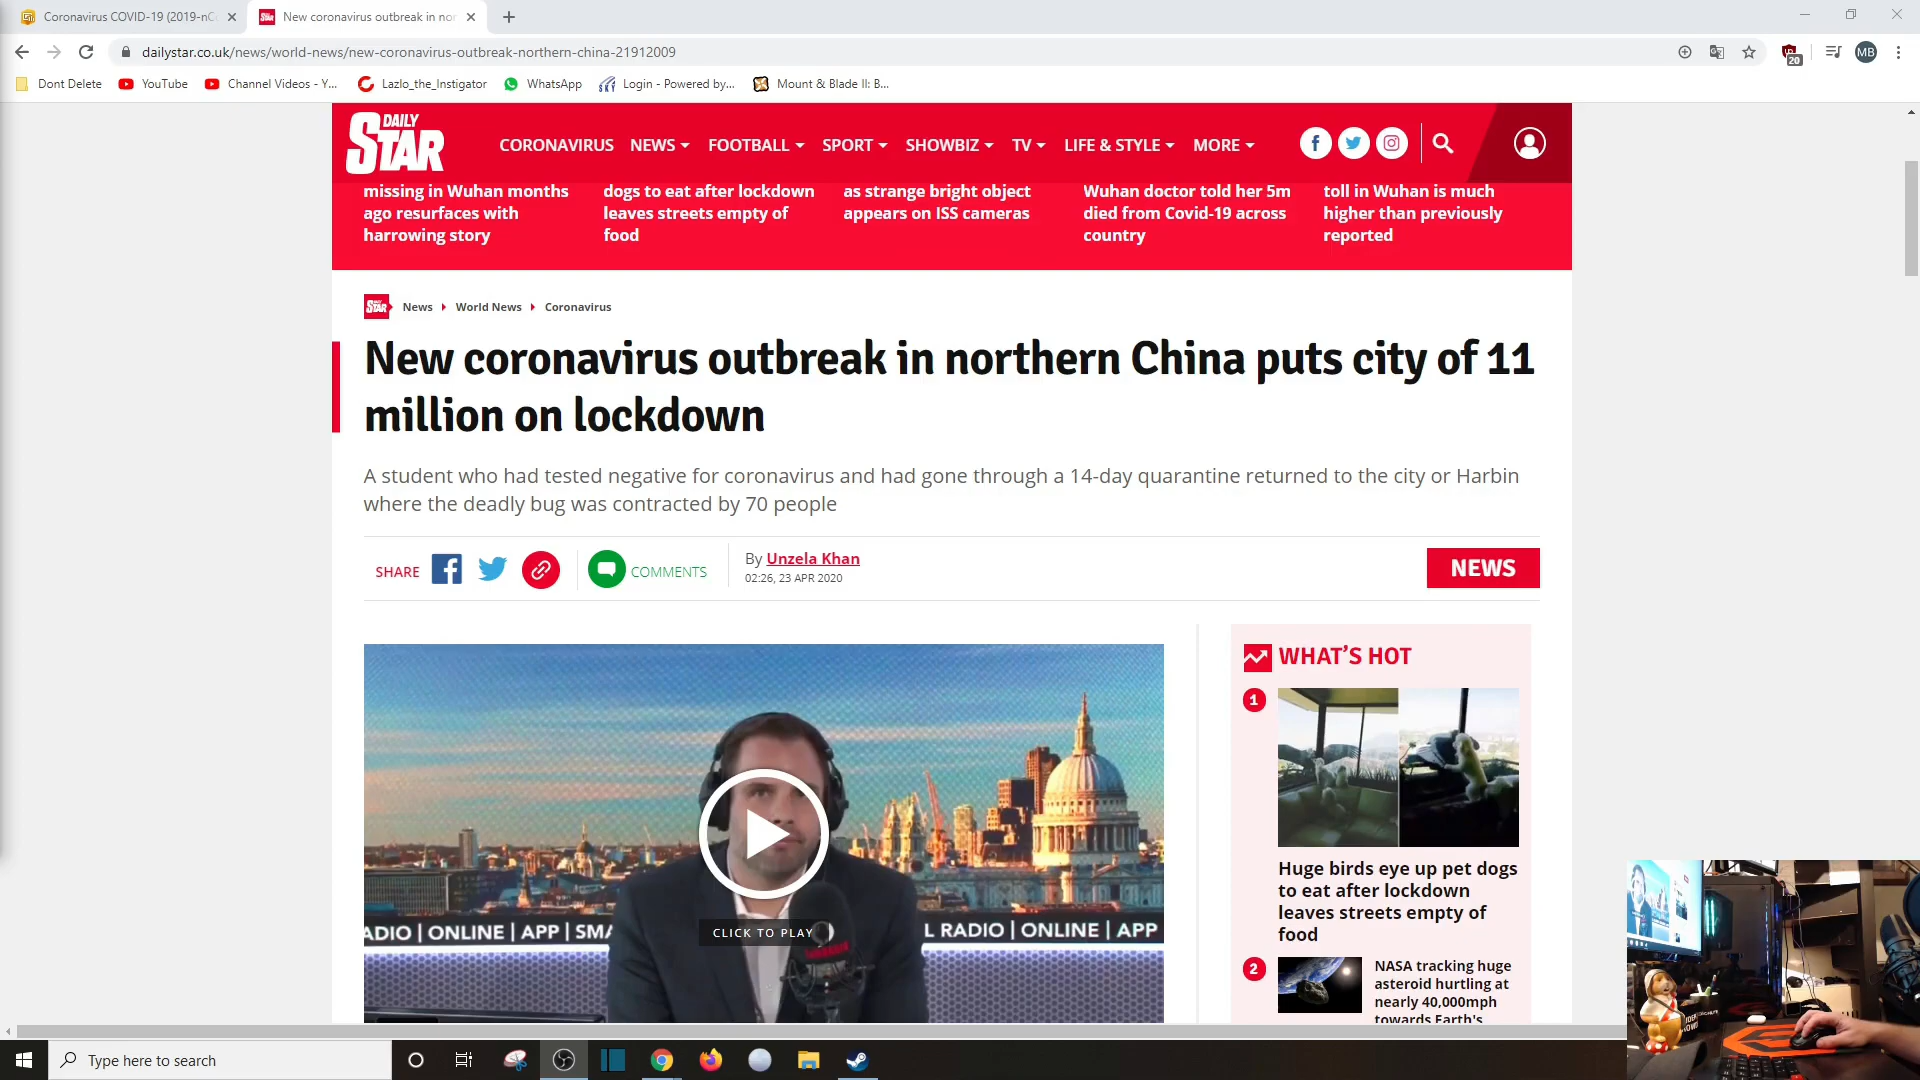 Coronavirus COVID-19 (2019-nC
New coronavirus outbreak in nor
dailystar.co.uk/news/world-news/new-coronavirus-outbreak-northern-china-21912009
20
MB
Dont Delete
YouTube
Channel Videos - Y...
Lazlo_the_Instigator
WhatsApp
Login - Powered by...
Mount & Blade II: B...
DAILY STAR
CORONAVIRUS
NEWS
FOOTBALL
SPORT
SHOWBIZ
TV
LIFE & STYLE
MORE
missing in Wuhan months
ago resurfaces with
harrowing story
dogs to eat after lockdown
leaves streets empty of
food
as strange bright object
appears on ISS cameras
Wuhan doctor told her 5m
died from Covid-19 across
country
toll in Wuhan is much
higher than previously
reported
STAR
News
World News
Coronavirus
New coronavirus outbreak in northern China puts city of 11
million on lockdown
A student who had tested negative for coronavirus and had gone through a 14-day quarantine returned to the city or Harbin
where the deadly bug was contracted by 70 people
SHARE
COMMENTS
By Unzela Khan
02:26, 23 APR 2020
NEWS
ADIO | ONLINE | APP | SMA
L RADIO | ONLINE | APP
CLICK TO PLAY
WHAT'S HOT
1
Huge birds eye up pet dogs
to eat after lockdown
leaves streets empty of
food
2
NASA tracking huge
asteroid hurtling at
nearly 40,000mph
towards Earth's
Type here to search